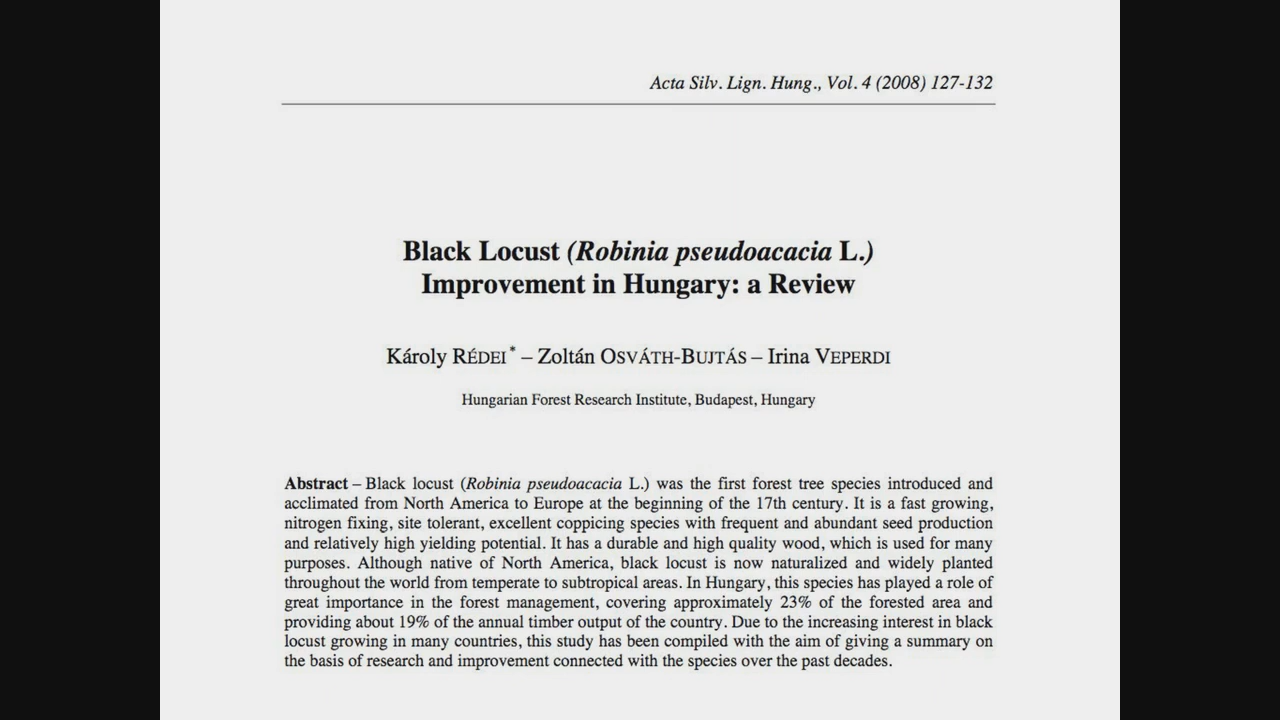 Acta Silv. Lign. Hung., Vol. 4 (2008) 127-132
Black Locust (Robinia pseudoacacia L.)
Improvement in Hungary: a Review
Károly RÉDEI* – Zoltán OSVÁTH-BUJTÁS – Irina VEPERDI
Hungarian Forest Research Institute, Budapest, Hungary
Abstract – Black locust (Robinia pseudoacacia L.) was the first forest tree species introduced and
acclimated from North America to Europe at the beginning of the 17th century. It is a fast growing,
nitrogen fixing, site tolerant, excellent coppicing species with frequent and abundant seed production
and relatively high yielding potential. It has a durable and high quality wood, which is used for many
purposes. Although native of North America, black locust is now naturalized and widely planted
throughout the world from temperate to subtropical areas. In Hungary, this species has played a role of
great importance in the forest management, covering approximately 23% of the forested area and
providing about 19% of the annual timber output of the country. Due to the increasing interest in black
locust growing in many countries, this study has been compiled with the aim of giving a summary on
the basis of research and improvement connected with the species over the past decades.